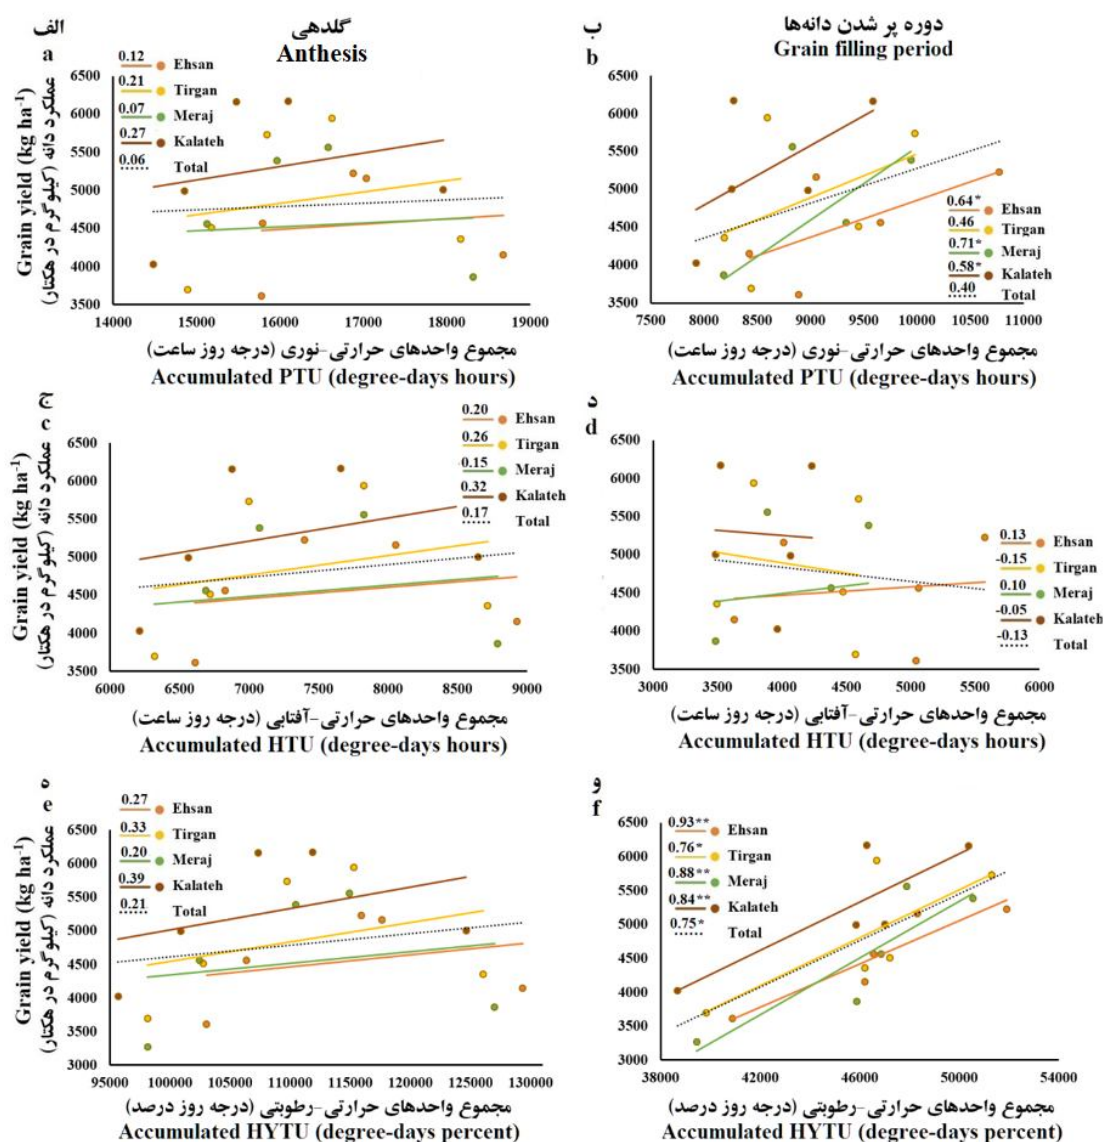 الف
گلدهی
a
Anthesis
Grain yield (kg ha⁻¹)
عملکرد دانه (کیلوگرم در هکتار)
6500
6000
5500
5000
4500
4000
3500
0.12 Ehsan
0.21 Tirgan
0.07 Meraj
0.27 Kalateh
0.06 Total
14000 15000 16000 17000 18000 19000
مجموع واحدهای حرارتی-نوری (درجه روز ساعت)
Accumulated PTU (degree-days hours)
ب
دوره پر شدن دانه‌ها
b
Grain filling period
6500
6000
5500
5000
4500
4000
3500
0.64* Ehsan
0.46 Tirgan
0.71* Meraj
0.58* Kalateh
0.40 Total
7500 8000 8500 9000 9500 10000 10500 11000
مجموع واحدهای حرارتی-نوری (درجه روز ساعت)
Accumulated PTU (degree-days hours)
ج
c
Grain yield (kg ha⁻¹)
عملکرد دانه (کیلوگرم در هکتار)
6500
6000
5500
5000
4500
4000
3500
0.20 Ehsan
0.26 Tirgan
0.15 Meraj
0.32 Kalateh
0.17 Total
6000 7000 7500 8000 8500 9000
مجموع واحدهای حرارتی-آفتابی (درجه روز ساعت)
Accumulated HTU (degree-days hours)
د
d
6500
6000
5500
5000
4500
4000
3500
0.13 Ehsan
-0.15 Tirgan
0.10 Meraj
-0.05 Kalateh
-0.13 Total
3000 3500 4000 4500 5000 5500 6000
مجموع واحدهای حرارتی-آفتابی (درجه روز ساعت)
Accumulated HTU (degree-days hours)
ه
e
Grain yield (kg ha⁻¹)
عملکرد دانه (کیلوگرم در هکتار)
6500
6000
5500
5000
4500
4000
3500
3000
0.27 Ehsan
0.33 Tirgan
0.20 Meraj
0.39 Kalateh
0.21 Total
95000 100000 105000 110000 115000 120000 125000 130000
مجموع واحدهای حرارتی-رطوبتی (درجه روز درصد)
Accumulated HYTU (degree-days percent)
و
f
6500
6000
5500
5000
4500
4000
3500
3000
0.93** Ehsan
0.76* Tirgan
0.88** Meraj
0.84** Kalateh
0.75* Total
38000 42000 46000 50000 54000
مجموع واحدهای حرارتی-رطوبتی (درجه روز درصد)
Accumulated HYTU (degree-days percent)